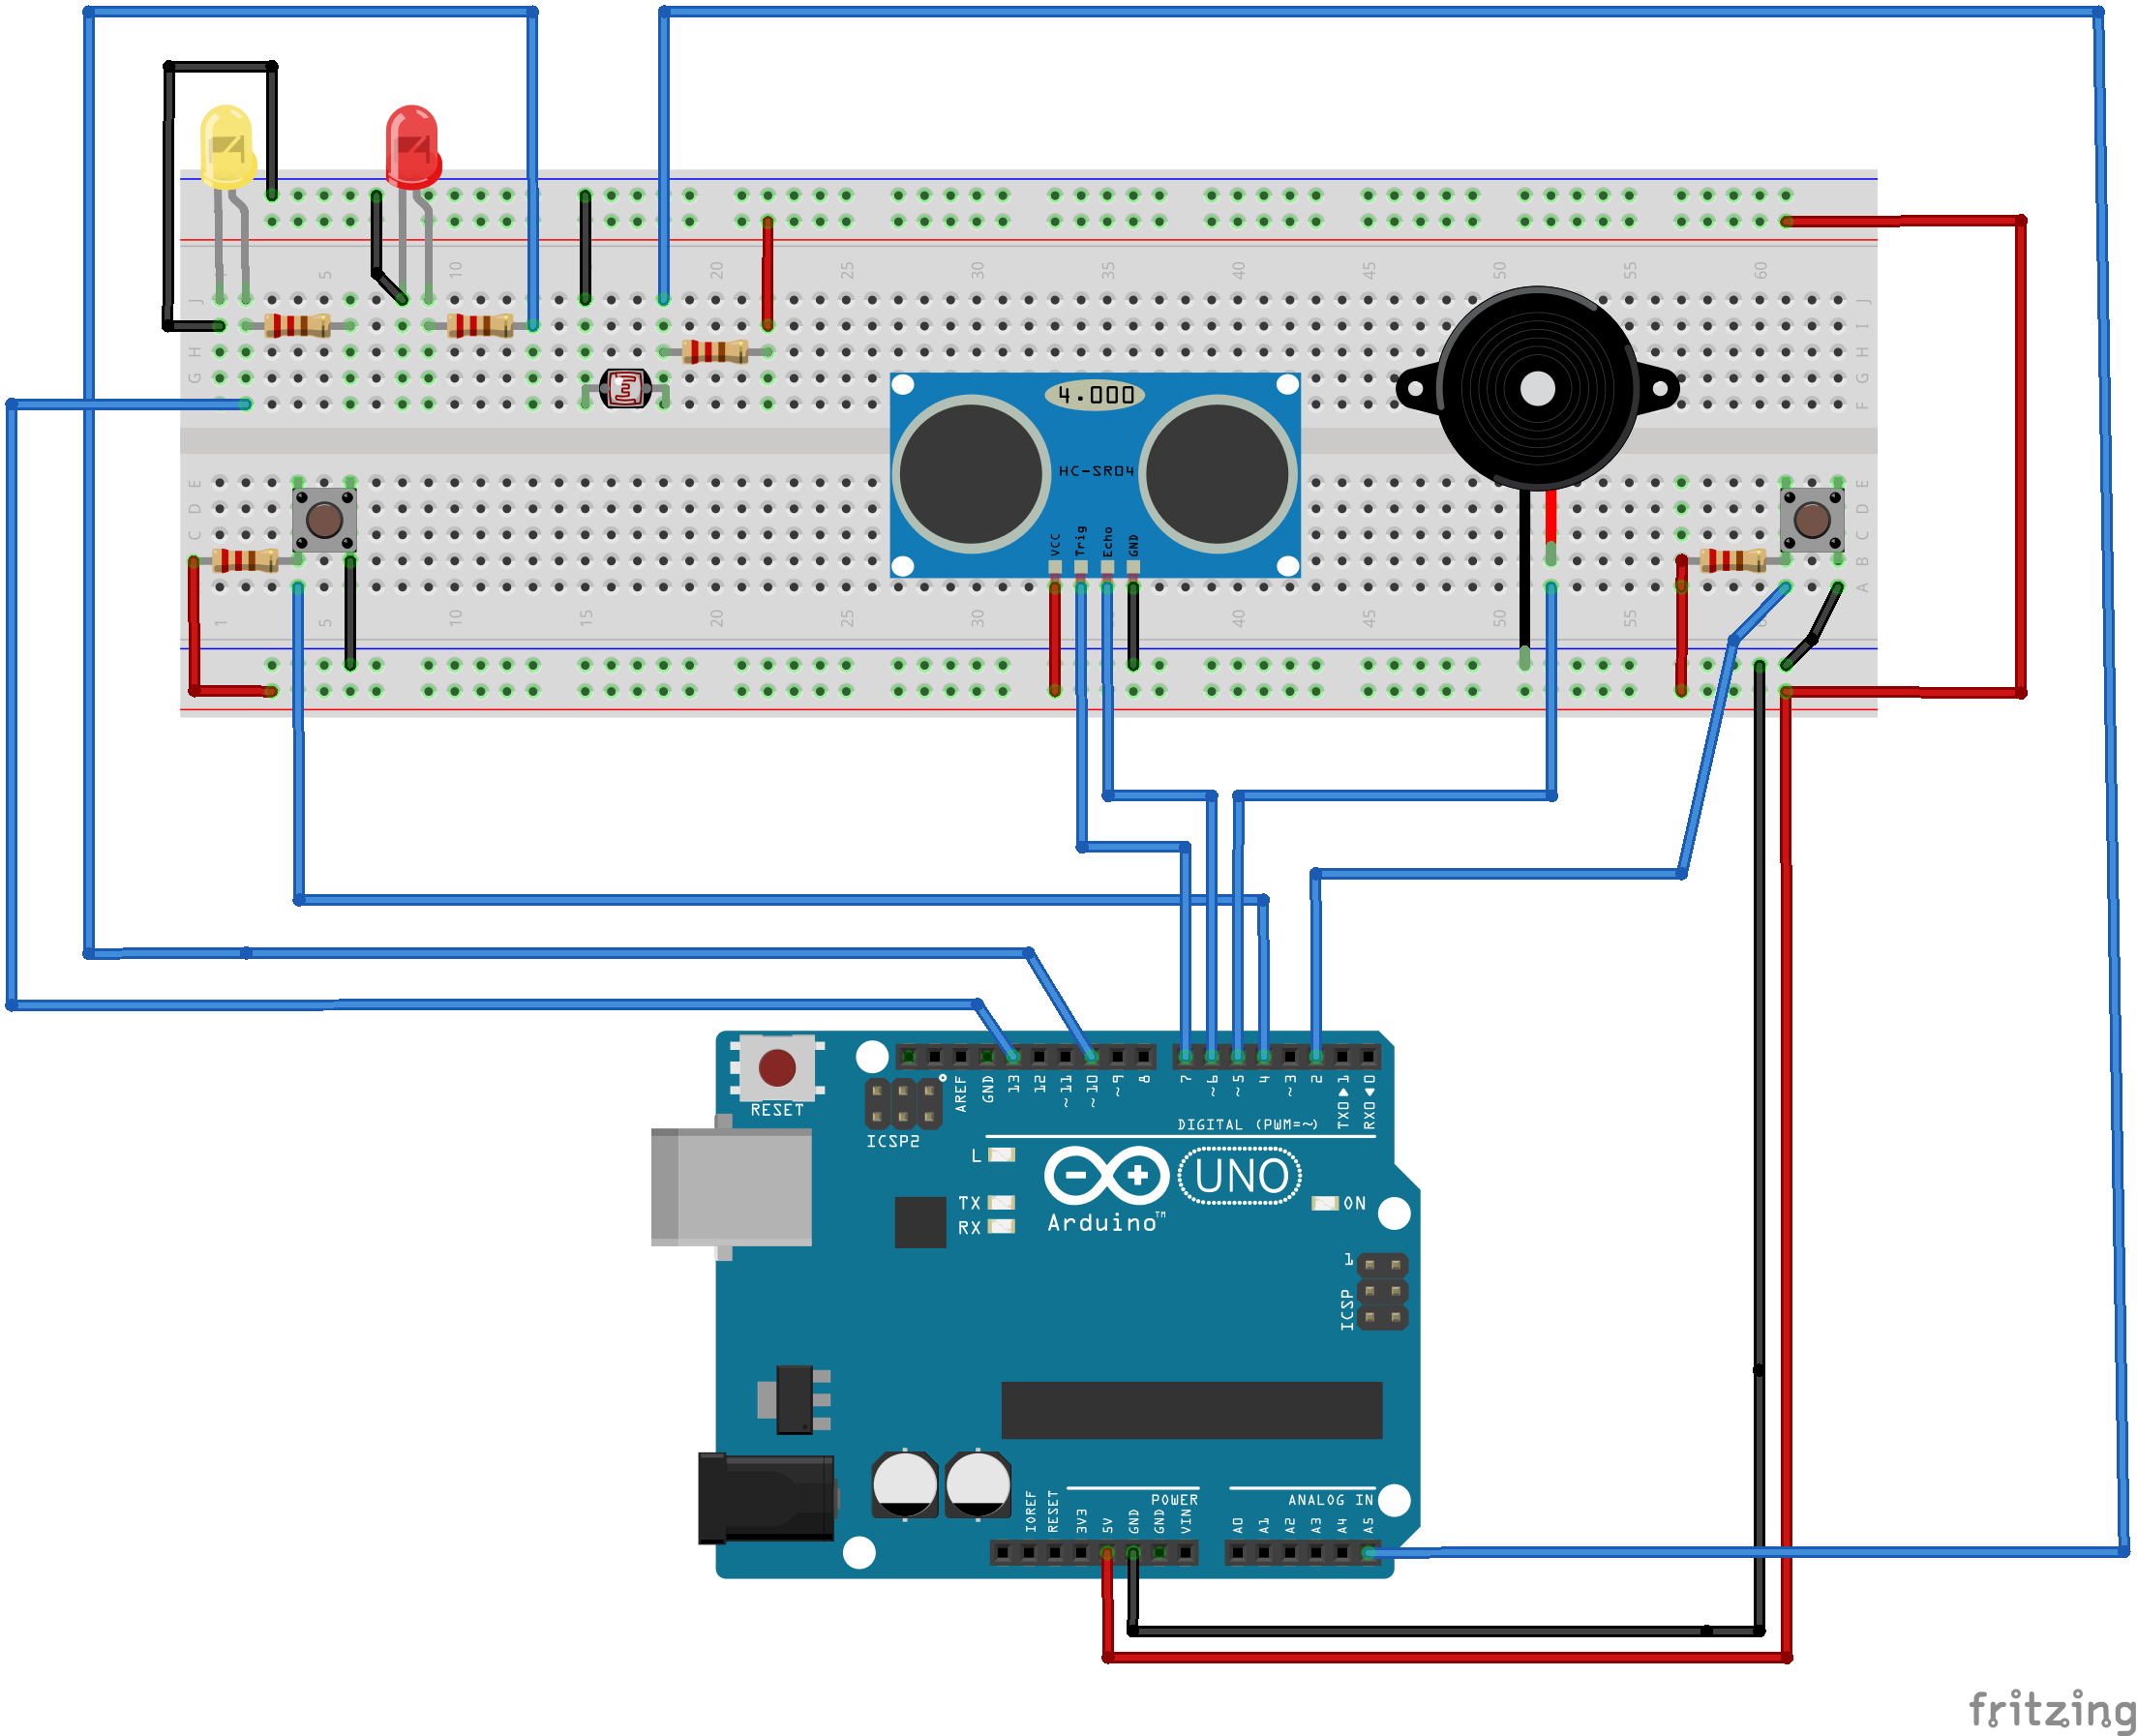 5 10 15 20 25 30 35 40 45 50 55 60
J J
I
H H
G G
F F
4.000
HC-SR04
E E
D D
C C
B B
A A
VCC Trig Echo GND
1 5 10 15 20 25 30 35 40 45 50 55
RESET
ICSP2
AREF GND 13 12 ~11 ~10 ~9 8 7 ~6 ~5 4 ~3 2 TX0▶1 RX0◀0
DIGITAL (PWM=~)
L
TX
RX
UNO
ON
Arduino™
1
ICSP
POWER
ANALOG IN
IOREF RESET 3V3 5V GND GND VIN A0 A1 A2 A3 A4 A5
fritzing